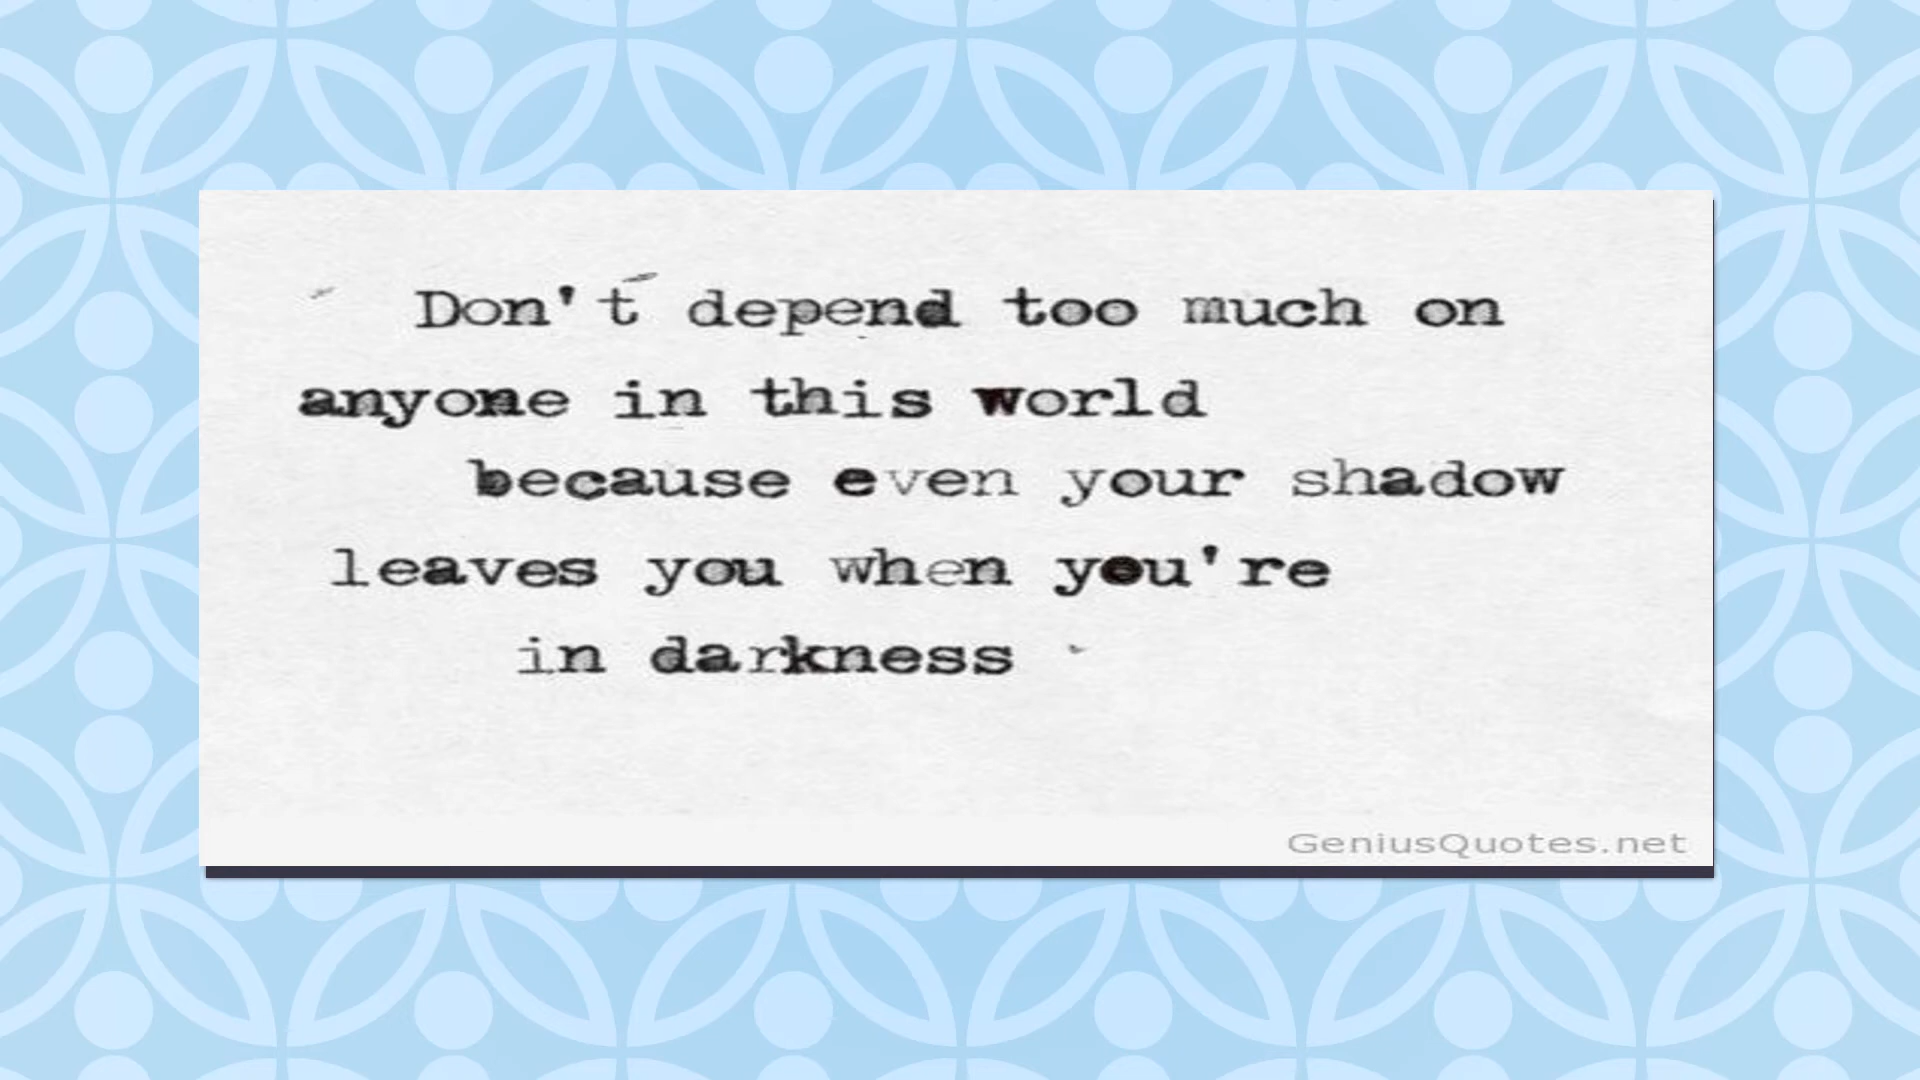 Don't depend too much on
anyone in this world
because even your shadow
leaves you when you're
in darkness
GeniusQuotes.net